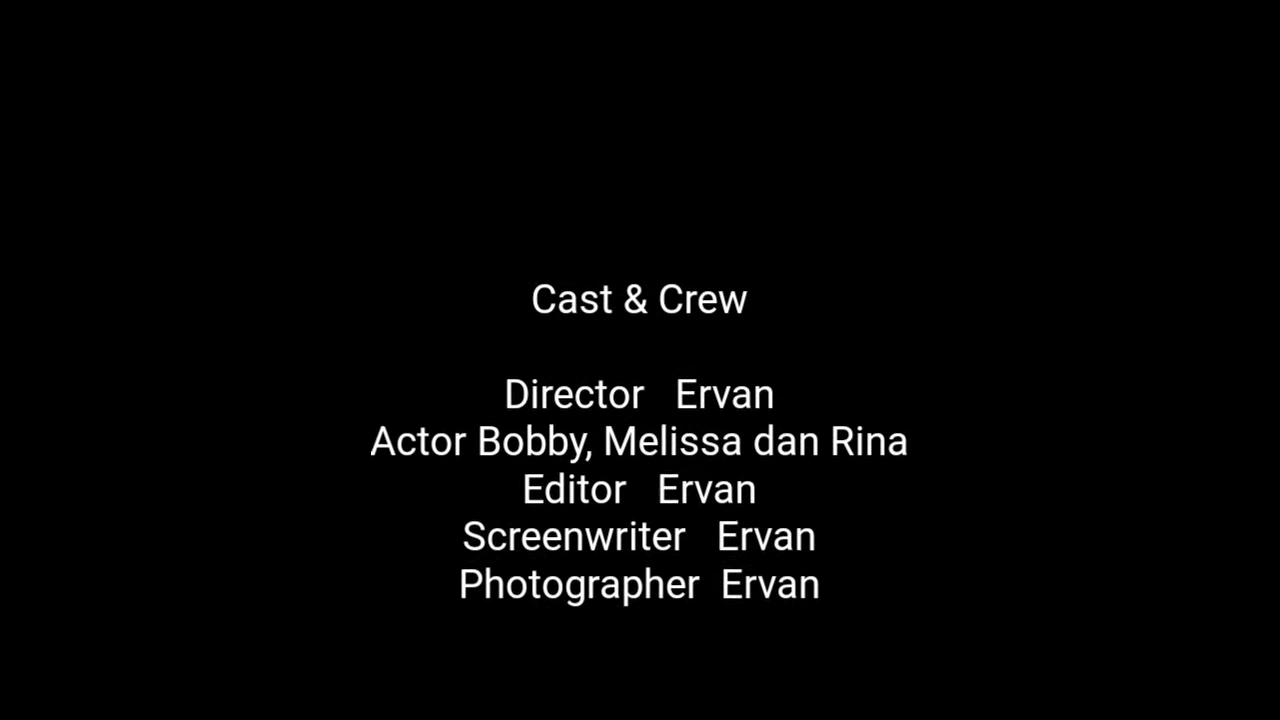 Cast & Crew
Director Ervan
Actor Bobby, Melissa dan Rina
Editor Ervan
Screenwriter Ervan
Photographer Ervan